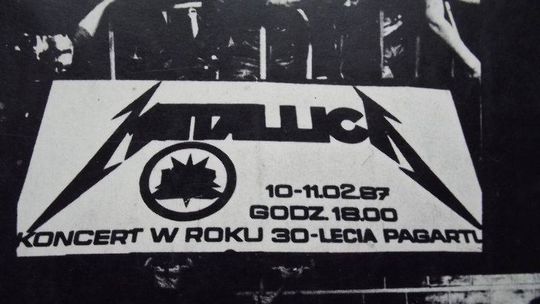 METALLICA
10-11.02.87
GODZ. 18.00
KONCERT W ROKU 30-LECIA PAGARTU